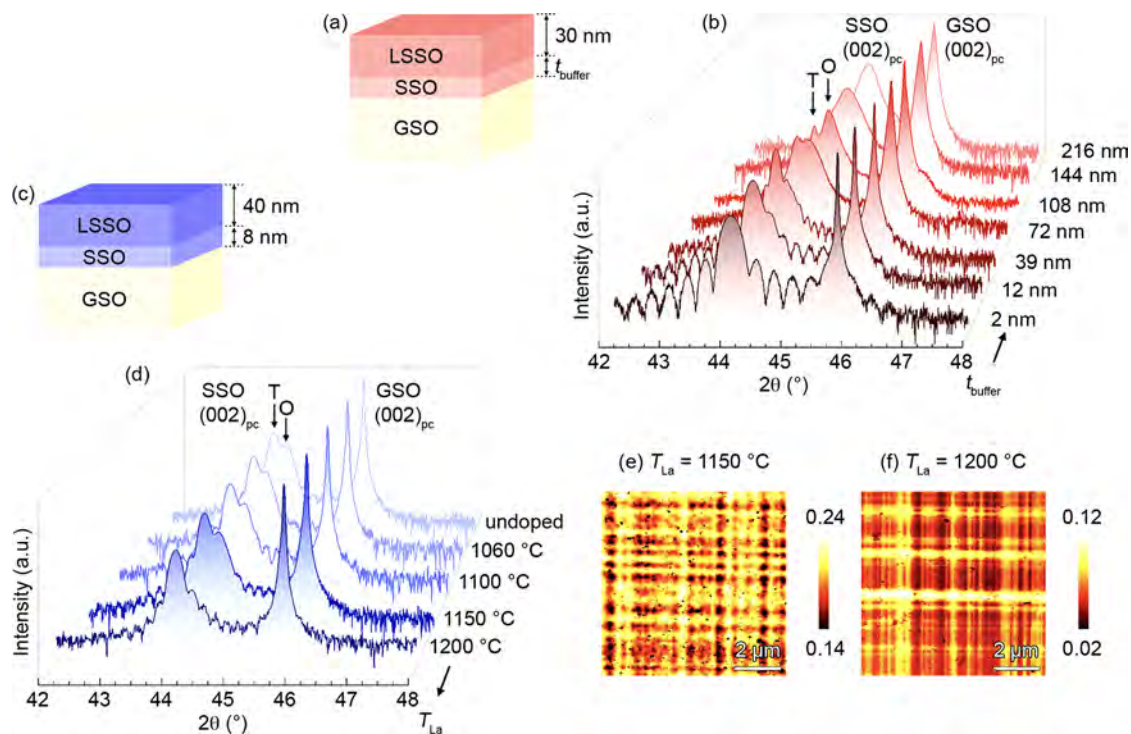 (a)
30 nm
LSSO
t_buffer
SSO
GSO
(b)
SSO
(002)pc
GSO
(002)pc
T
O
216 nm
144 nm
108 nm
72 nm
39 nm
12 nm
2 nm
Intensity (a.u.)
42 43 44 45 46 47 48
2θ (°)
t_buffer
(c)
40 nm
LSSO
8 nm
SSO
GSO
(d)
SSO
(002)pc
T
O
GSO
(002)pc
undoped
1060 °C
1100 °C
1150 °C
1200 °C
Intensity (a.u.)
42 43 44 45 46 47 48
2θ (°)
T_La
(e) T_La = 1150 °C
0.24
0.14
2 μm
(f) T_La = 1200 °C
0.12
0.02
2 μm